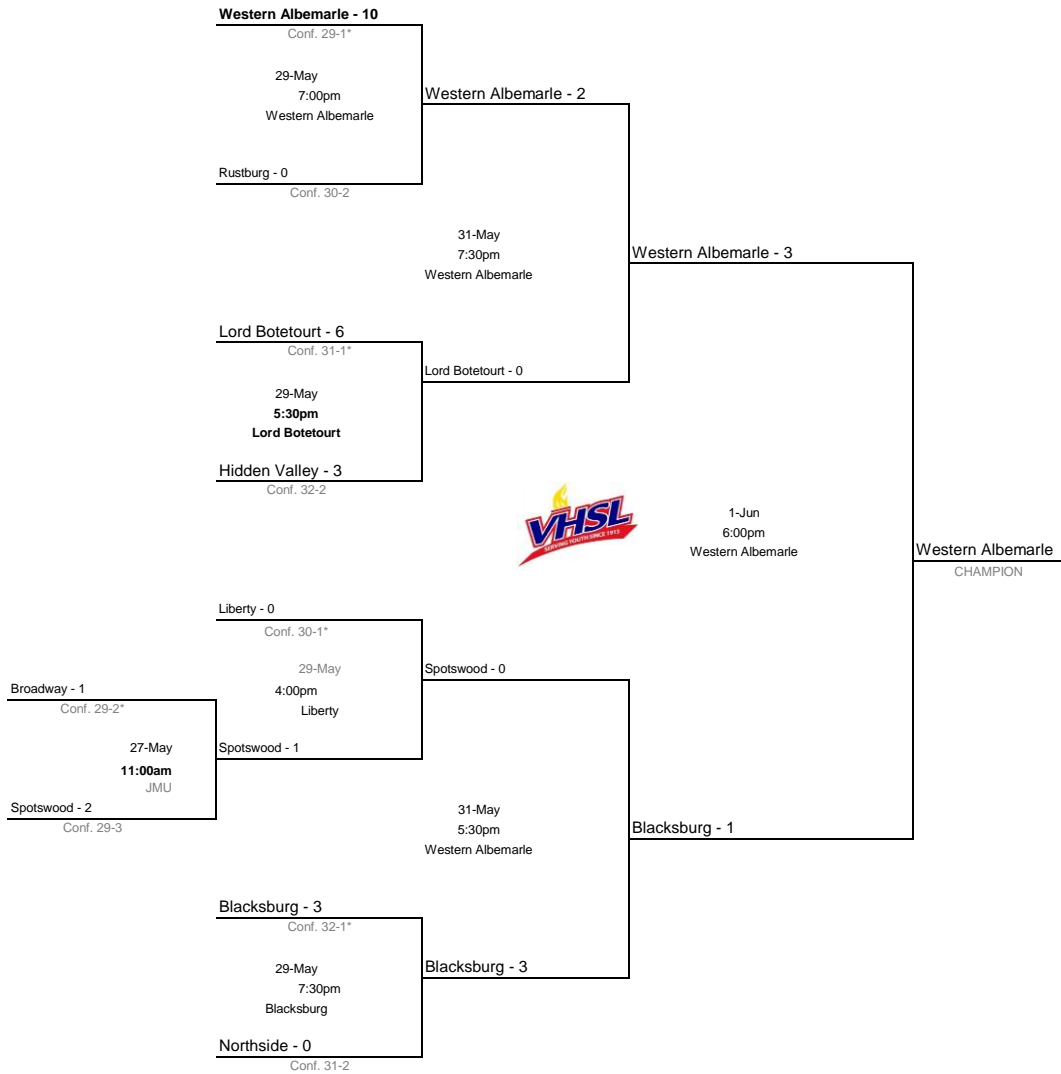 Western Albemarle - 10
Conf. 29-1*
29-May
7:00pm
Western Albemarle
Western Albemarle - 2
Rustburg - 0
Conf. 30-2
31-May
7:30pm
Western Albemarle
Western Albemarle - 3
Lord Botetourt - 6
Conf. 31-1*
Lord Botetourt - 0
29-May
5:30pm
Lord Botetourt
Hidden Valley - 3
Conf. 32-2
VHSL
SERVING YOUTH SINCE 1913
1-Jun
6:00pm
Western Albemarle
Western Albemarle
CHAMPION
Liberty - 0
Conf. 30-1*
29-May
4:00pm
Liberty
Spotswood - 0
Broadway - 1
Conf. 29-2*
27-May
11:00am
JMU
Spotswood - 1
Spotswood - 2
Conf. 29-3
31-May
5:30pm
Western Albemarle
Blacksburg - 1
Blacksburg - 3
Conf. 32-1*
29-May
7:30pm
Blacksburg
Blacksburg - 3
Northside - 0
Conf. 31-2